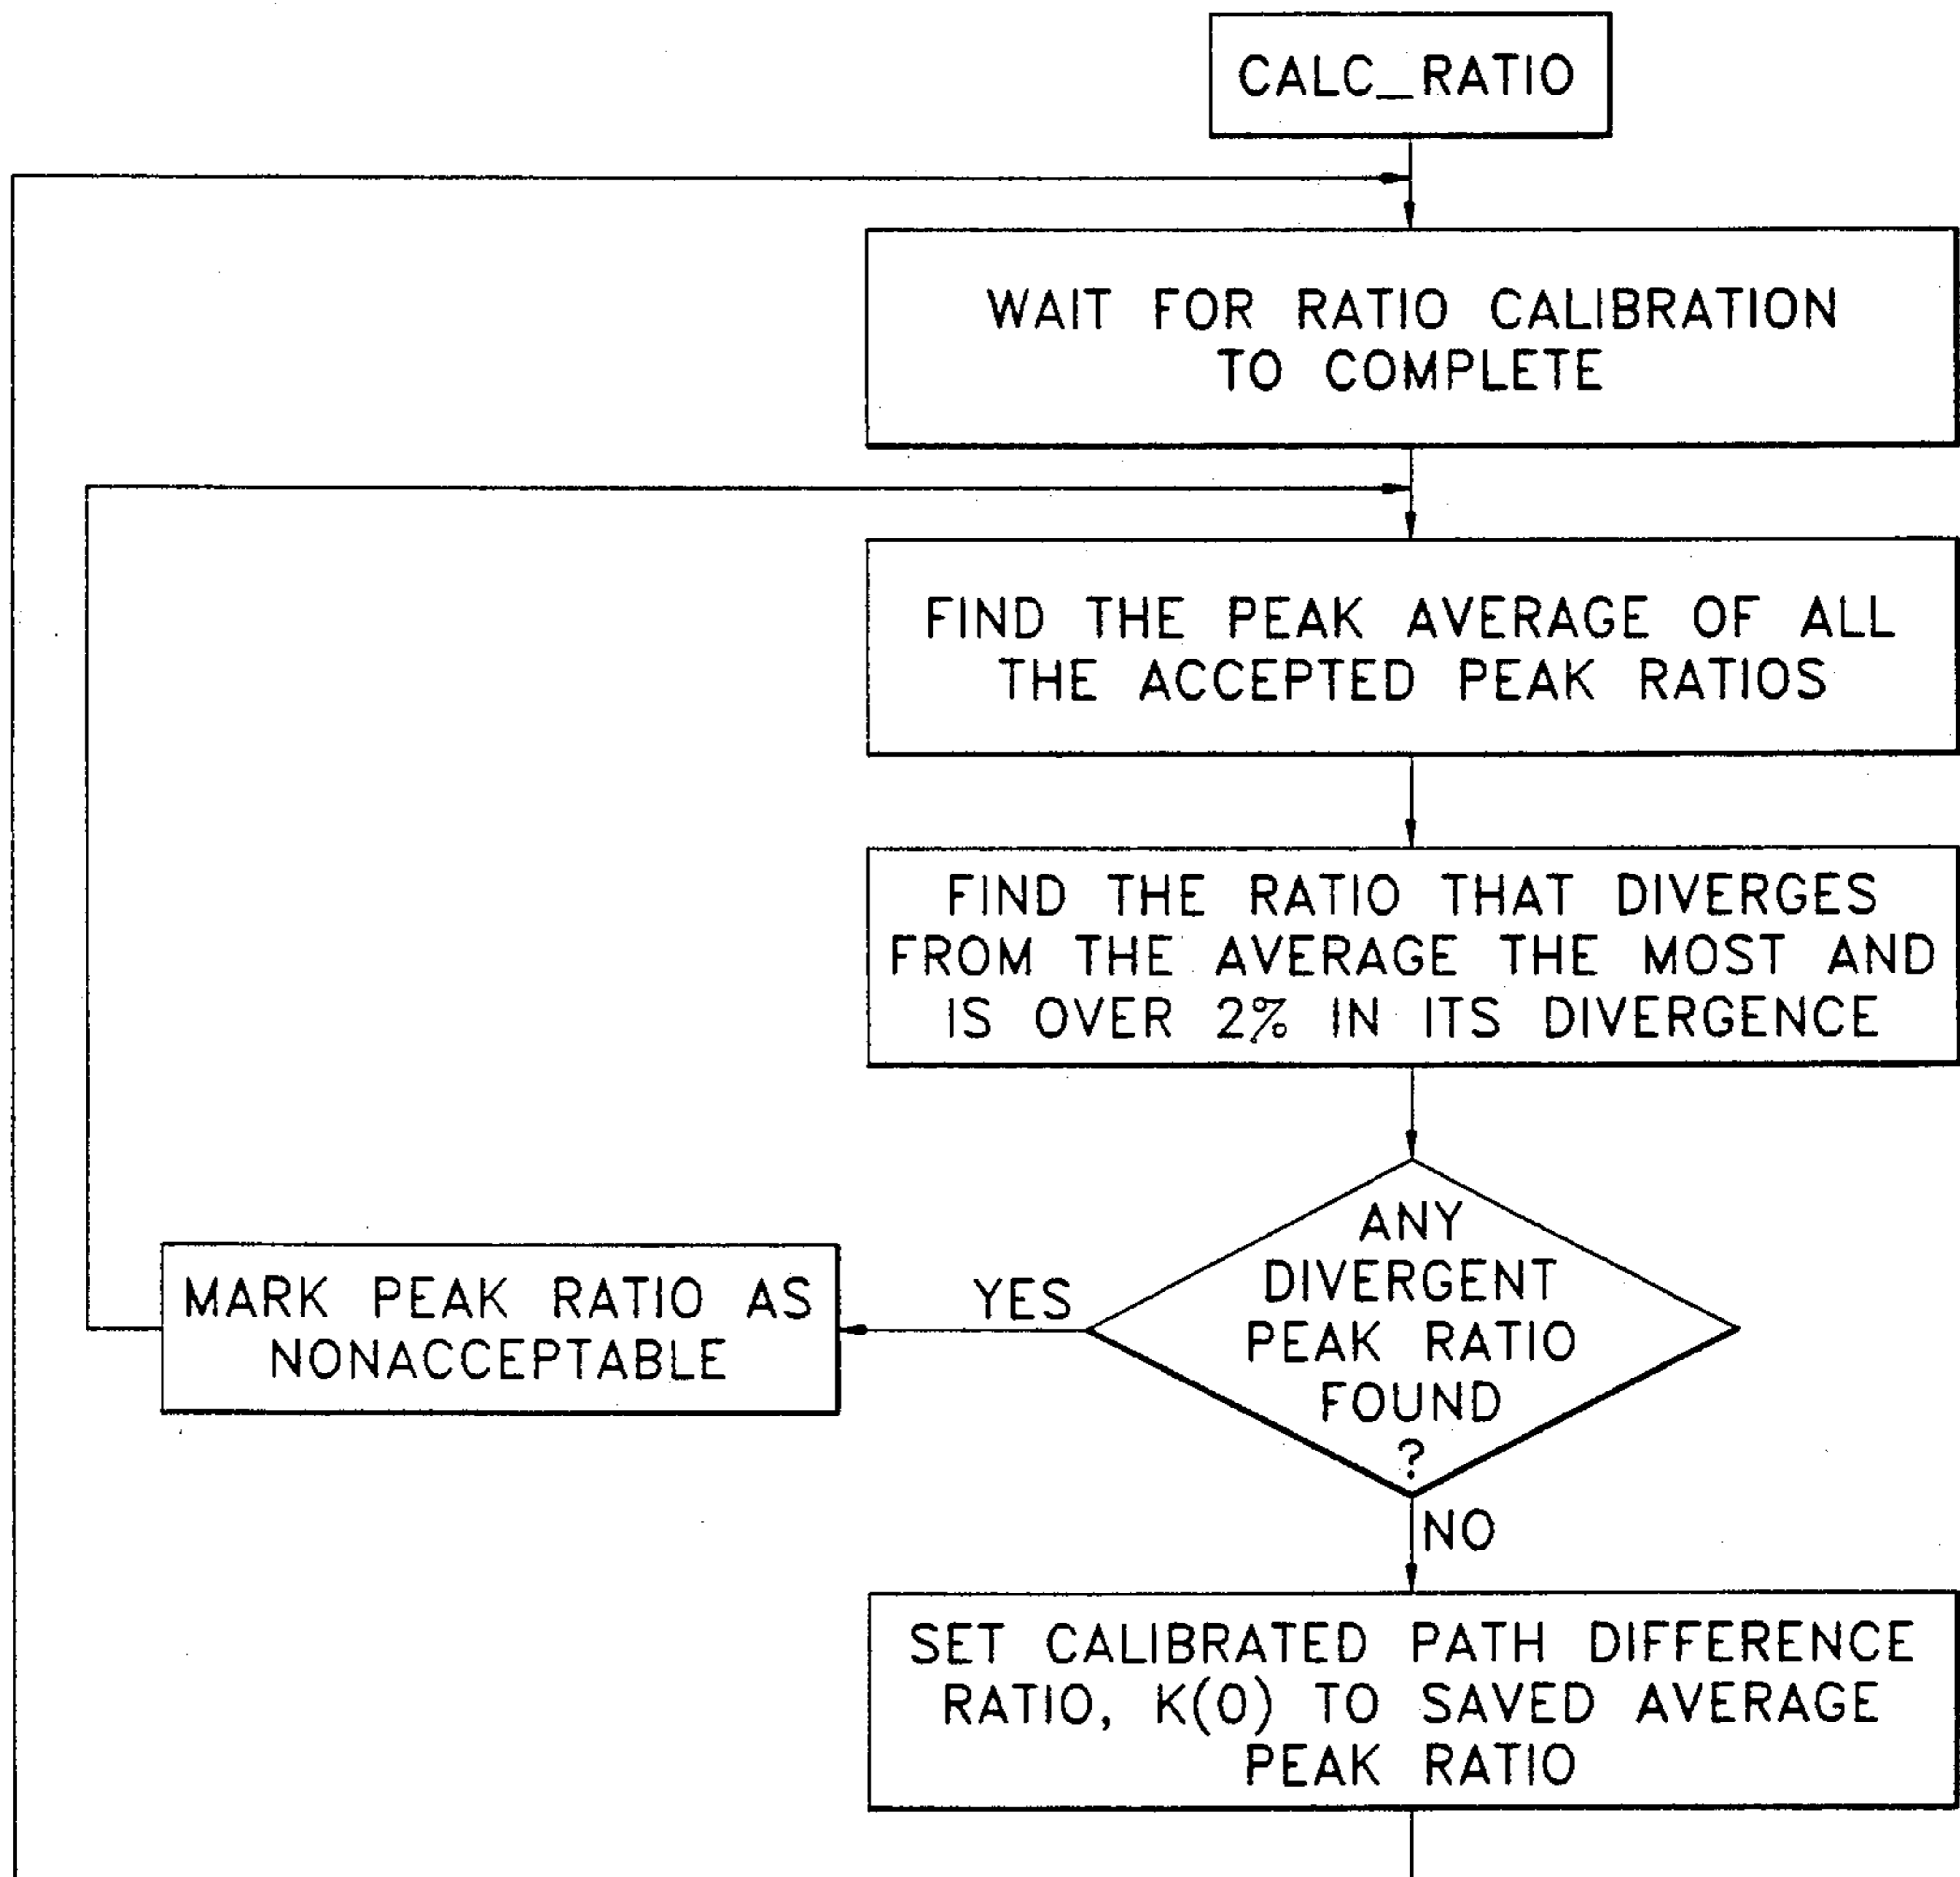 CALC_RATIO
WAIT FOR RATIO CALIBRATION
TO COMPLETE
FIND THE PEAK AVERAGE OF ALL
THE ACCEPTED PEAK RATIOS
FIND THE RATIO THAT DIVERGES
FROM THE AVERAGE THE MOST AND
IS OVER 2% IN ITS DIVERGENCE
ANY
DIVERGENT
PEAK RATIO
FOUND
?
YES
MARK PEAK RATIO AS
NONACCEPTABLE
NO
SET CALIBRATED PATH DIFFERENCE
RATIO, K(0) TO SAVED AVERAGE
PEAK RATIO